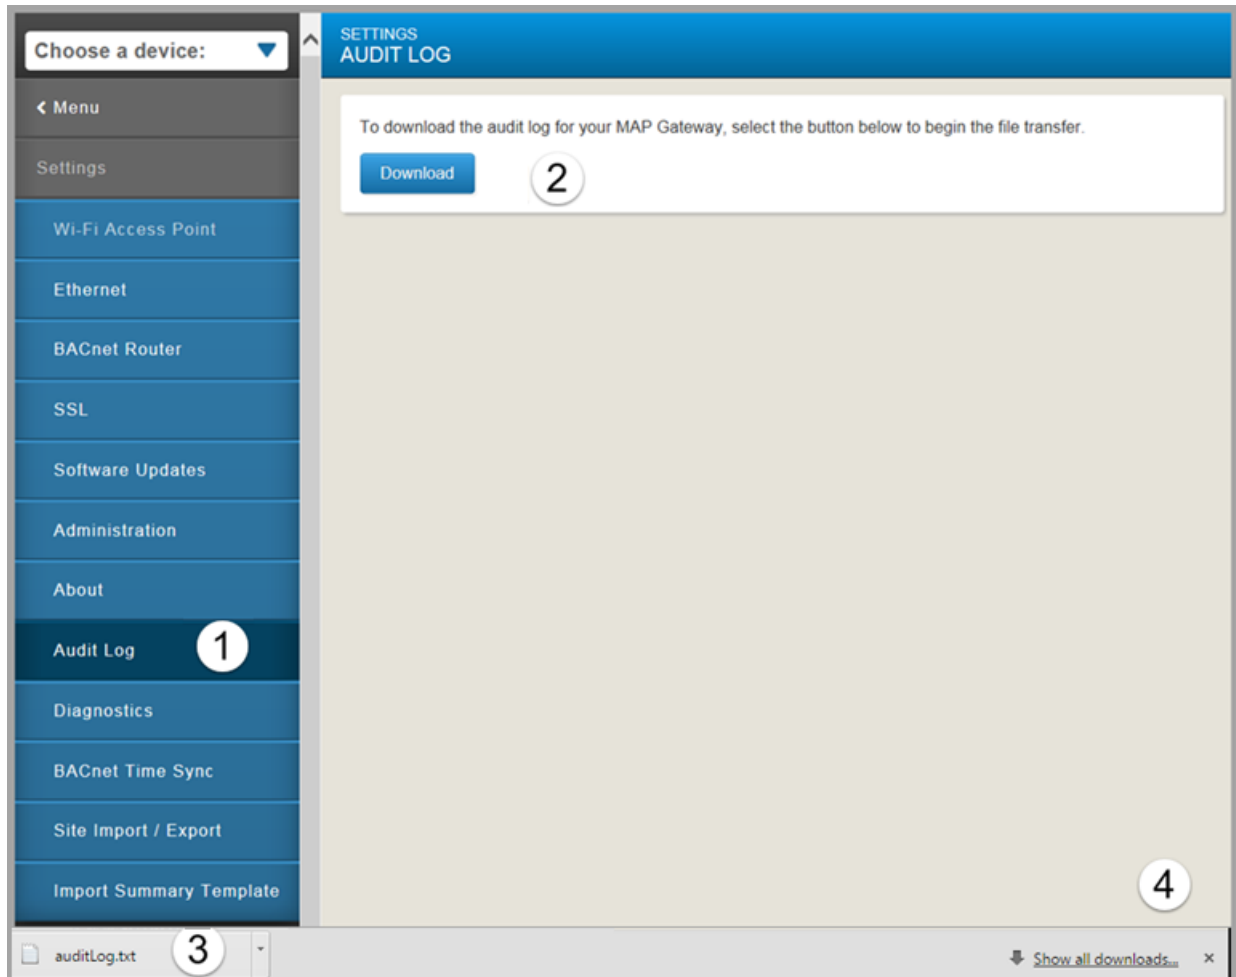 Choose a device:
SETTINGS
AUDIT LOG
Menu
To download the audit log for your MAP Gateway, select the button below to begin the file transfer.
Settings
Download
2
Wi-Fi Access Point
Ethernet
BACnet Router
SSL
Software Updates
Administration
About
Audit Log
1
Diagnostics
BACnet Time Sync
Site Import / Export
Import Summary Template
4
auditLog.txt
3
Show all downloads...